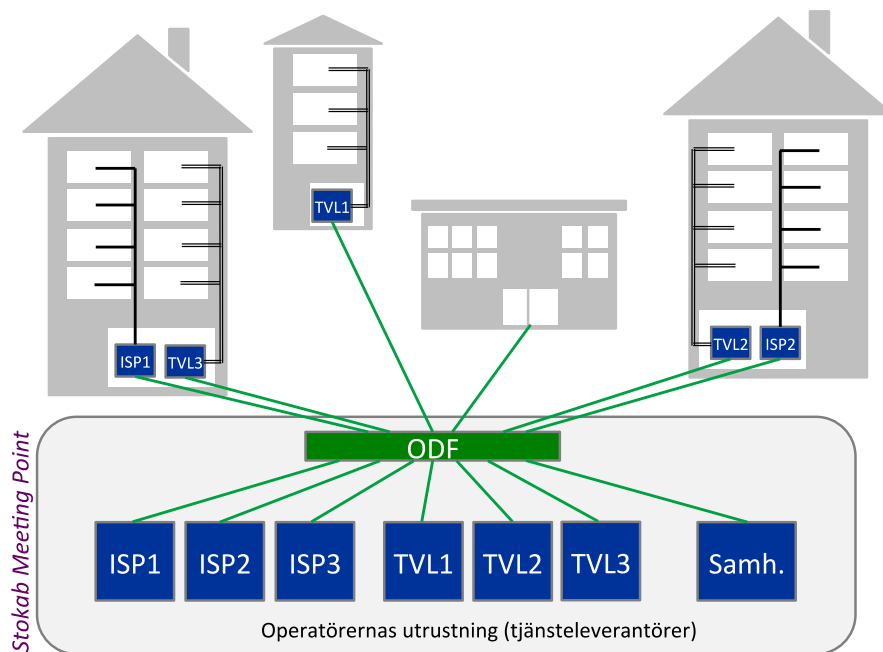 TVL1
ISP1
TVL3
TVL2
ISP2
ODF
Stokab Meeting Point
ISP1
ISP2
ISP3
TVL1
TVL2
TVL3
Samh.
Operatörernas utrustning (tjänsteleverantörer)